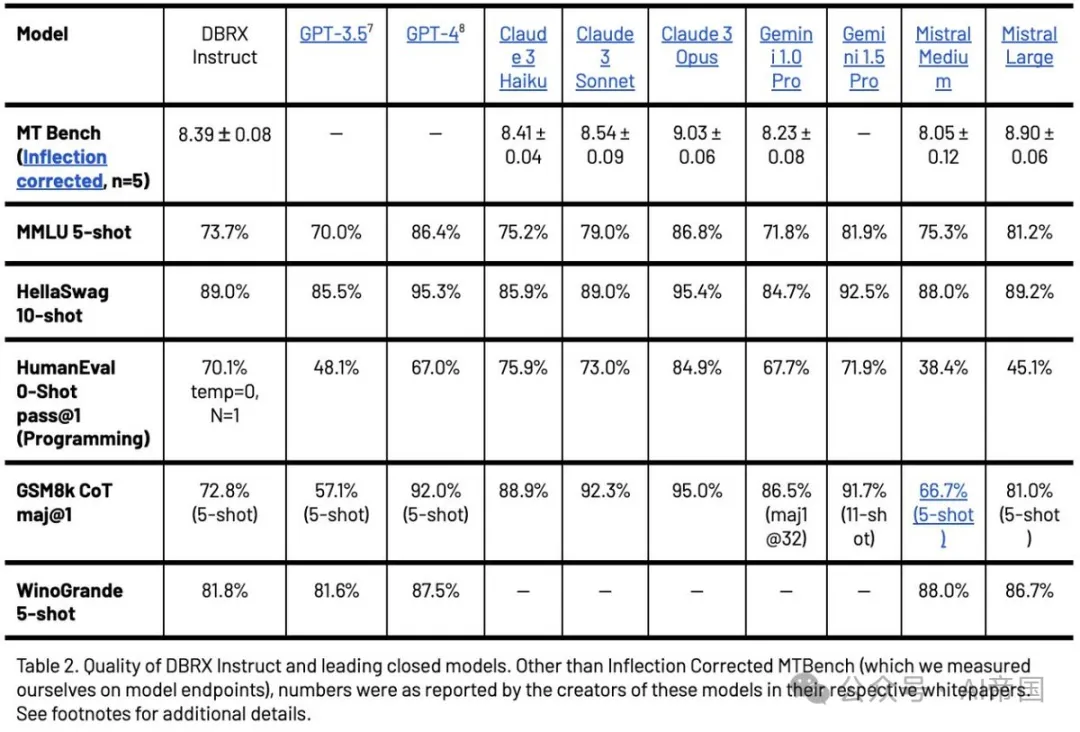 Model DBRX Instruct GPT-3.5⁷ GPT-4⁸ Claude 3 Haiku Claude 3 Sonnet Claude 3 Opus Gemini 1.0 Pro Gemini 1.5 Pro Mistral Medium Mistral Large
MT Bench (Inflection corrected, n=5) 8.39 ± 0.08 — — 8.41 ± 0.04 8.54 ± 0.09 9.03 ± 0.06 8.23 ± 0.08 — 8.05 ± 0.12 8.90 ± 0.06
MMLU 5-shot 73.7% 70.0% 86.4% 75.2% 79.0% 86.8% 71.8% 81.9% 75.3% 81.2%
HellaSwag 10-shot 89.0% 85.5% 95.3% 85.9% 89.0% 95.4% 84.7% 92.5% 88.0% 89.2%
HumanEval 0-Shot pass@1 (Programming) 70.1% temp=0, N=1 48.1% 67.0% 75.9% 73.0% 84.9% 67.7% 71.9% 38.4% 45.1%
GSM8k CoT maj@1 72.8% (5-shot) 57.1% (5-shot) 92.0% (5-shot) 88.9% 92.3% 95.0% 86.5% (maj1@32) 91.7% (11-shot) 66.7% (5-shot) 81.0% (5-shot)
WinoGrande 5-shot 81.8% 81.6% 87.5% — — — — — 88.0% 86.7%
Table 2. Quality of DBRX Instruct and leading closed models. Other than Inflection Corrected MTBench (which we measured
ourselves on model endpoints), numbers were as reported by the creators of these models in their respective whitepapers.
See footnotes for additional details.
公众号 · AI帝国